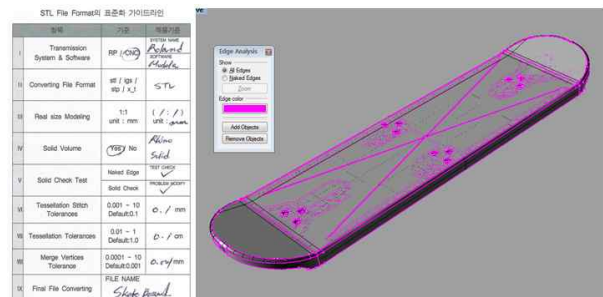 STL File Format의 표준화 가이드라인
항목 기준 적용기준
I Transmission System & Software RP / CNC SYSTEM NAME Roland SOFTWARE Modela
II Converting File Format stl / igs / stp / x_t STL
III Real size Modeling 1:1 unit : mm ( / : / ) unit : mm
IV Solid Volume Yes / No Rhino Solid
V Solid Check Test Naked Edge TEST CHECK
Solid Check PROBLEM MODIFY
VI Tessellation Stitch Tolerances 0.001 ~ 10 Default:0.1 0.1 mm
VII Tessellation Tolerances 0.01 ~ 1 Default:1.0 0.1 cm
VIII Merge Vertices Tolerance 0.0001 ~ 10 Default:0.001 mm
IX Final File Converting FILE NAME Skate Board
Edge Analysis
Show
All Edges
Naked Edges
Zoom
Edge color
Add Objects
Remove Objects